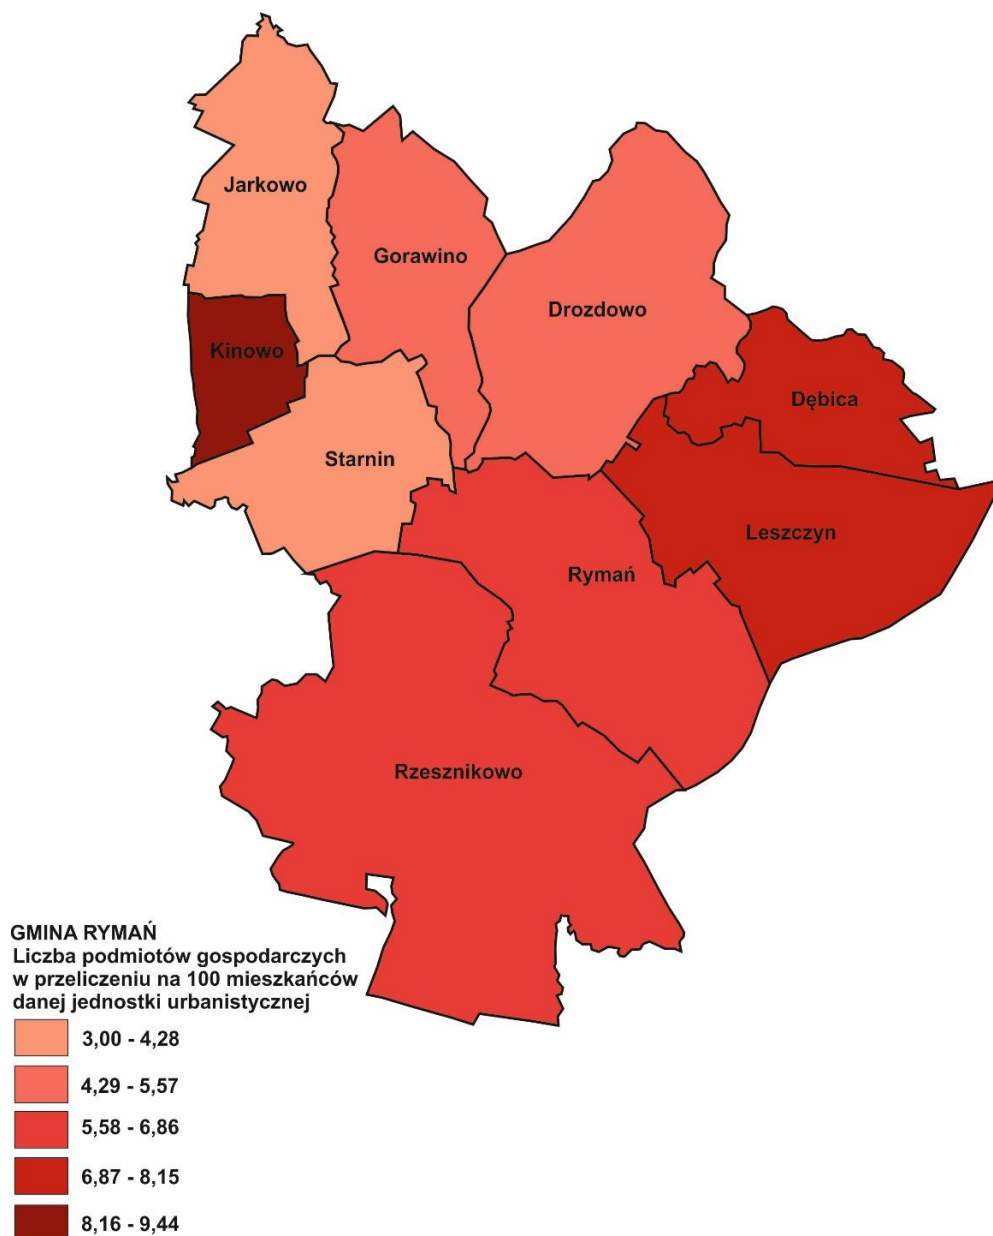 Jarkowo
Gorawino
Drozdowo
Kinowo
Dębica
Starnin
Leszczyn
Rymań
Rzesznikowo
GMINA RYMAŃ
Liczba podmiotów gospodarczych
w przeliczeniu na 100 mieszkańców
danej jednostki urbanistycznej
3,00 - 4,28
4,29 - 5,57
5,58 - 6,86
6,87 - 8,15
8,16 - 9,44